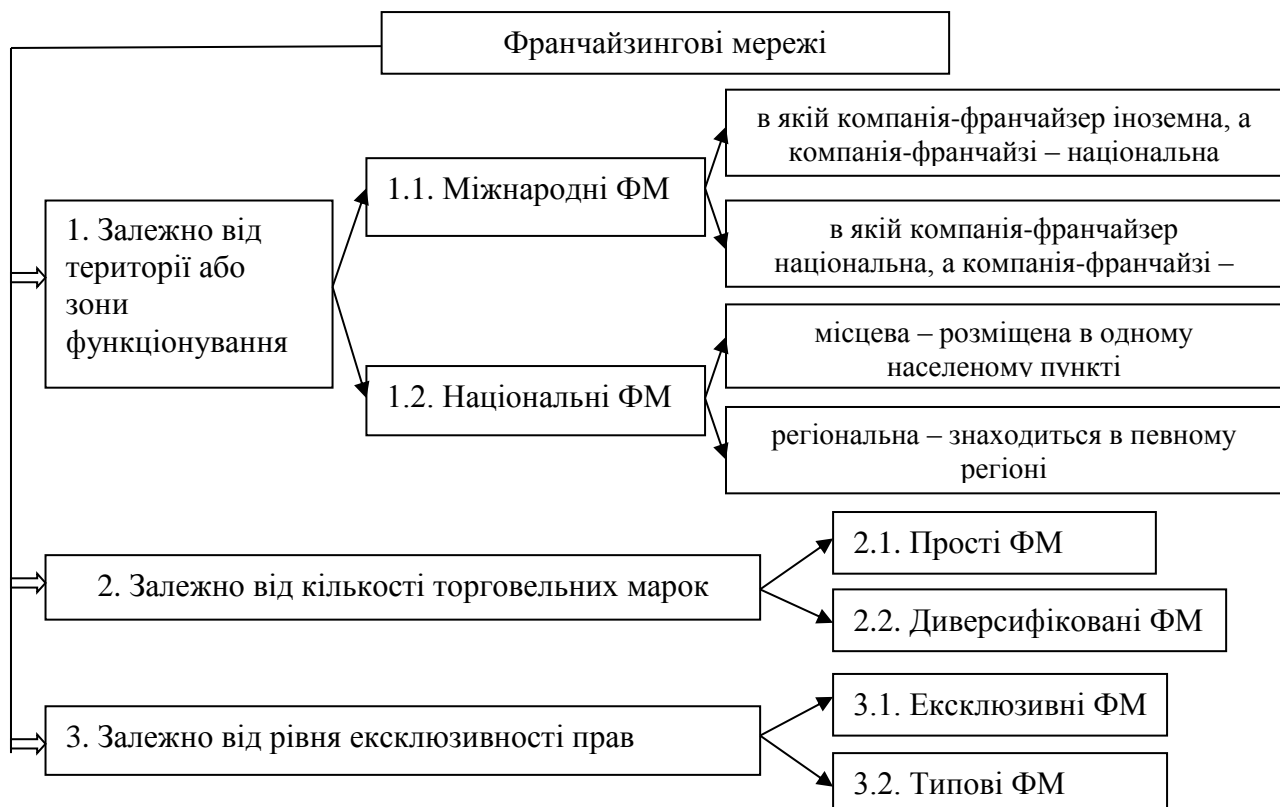 Франчайзингові мережі
в якій компанія-франчайзер іноземна, а
компанія-франчайзі – національна
1.1. Міжнародні ФМ
1. Залежно від
території або
зони
функціонування
в якій компанія-франчайзер
національна, а компанія-франчайзі –
місцева – розміщена в одному
населеному пункті
1.2. Національні ФМ
регіональна – знаходиться в певному
регіоні
2.1. Прості ФМ
2. Залежно від кількості торговельних марок
2.2. Диверсифіковані ФМ
3.1. Ексклюзивні ФМ
3. Залежно від рівня ексклюзивності прав
3.2. Типові ФМ